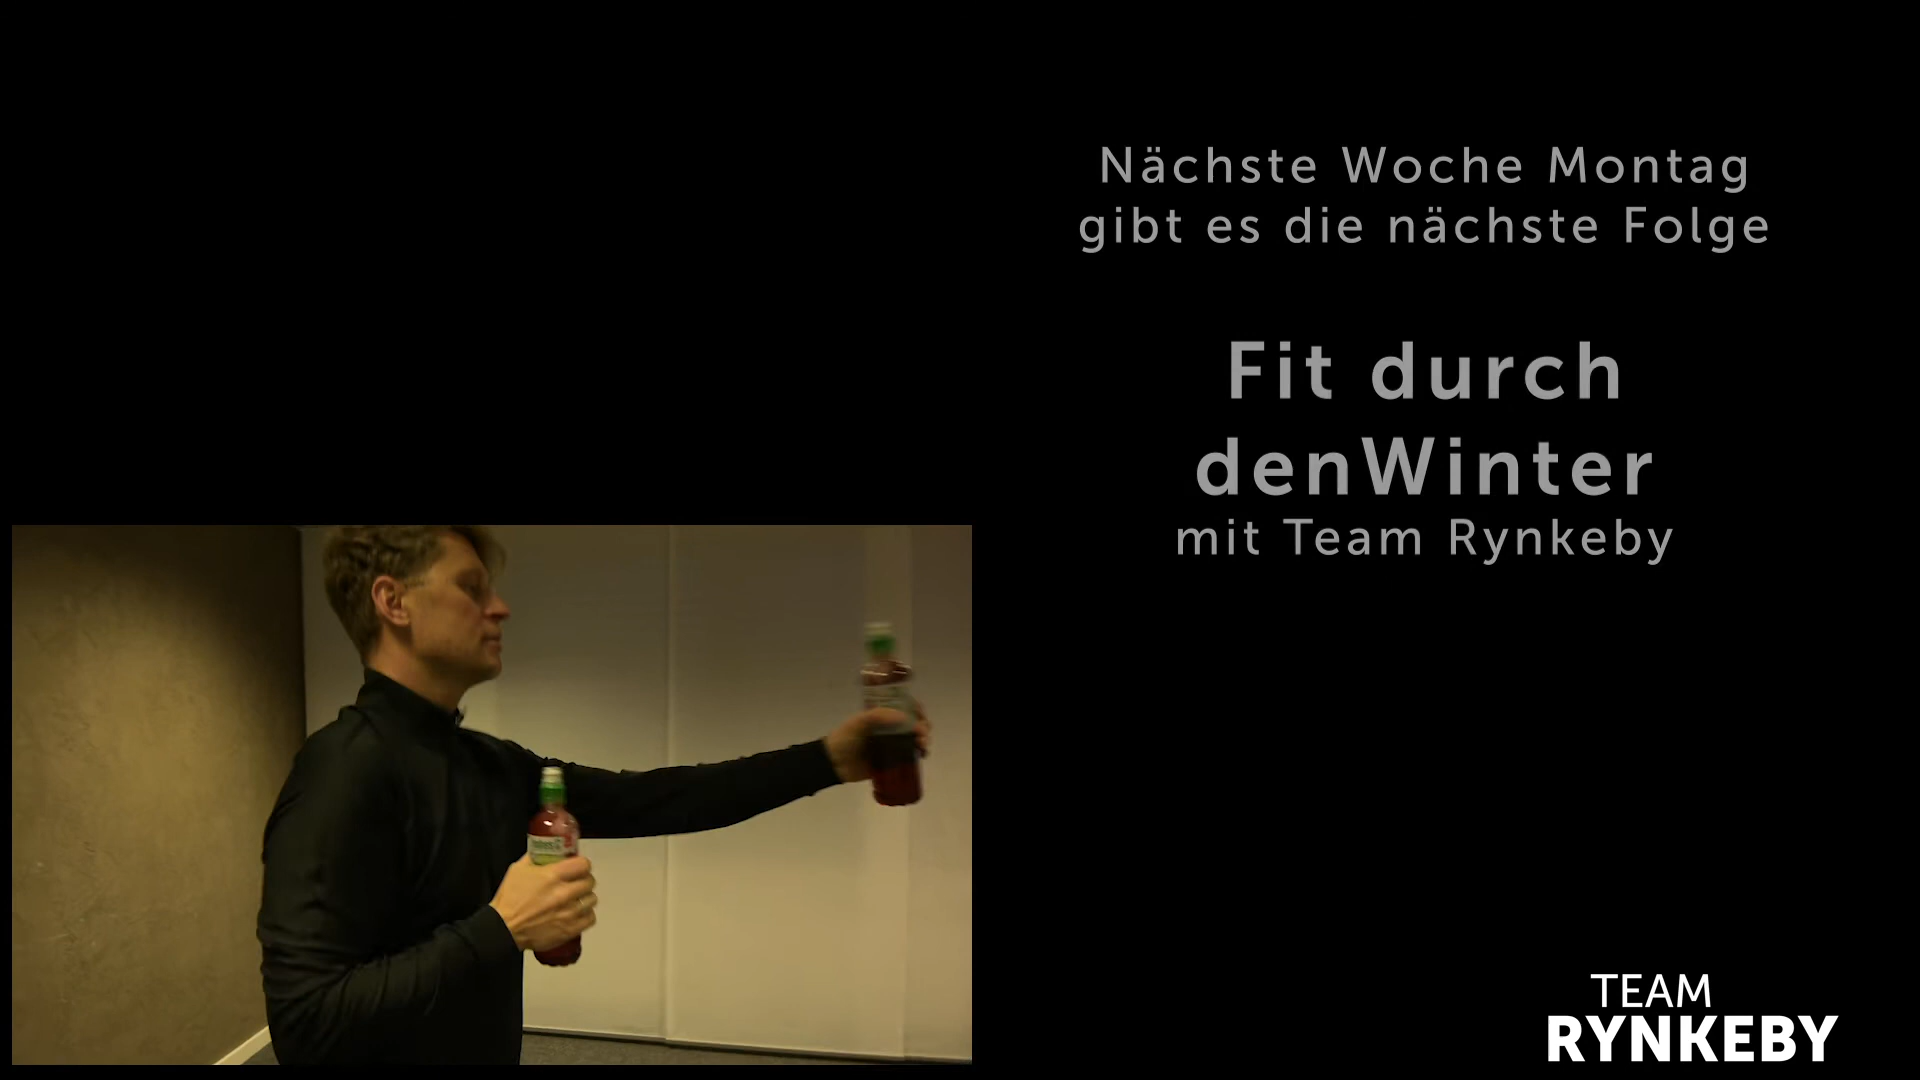 Nächste Woche Montag
gibt es die nächste Folge
Fit durch
denWinter
mit Team Rynkeby
TEAM
RYNKEBY